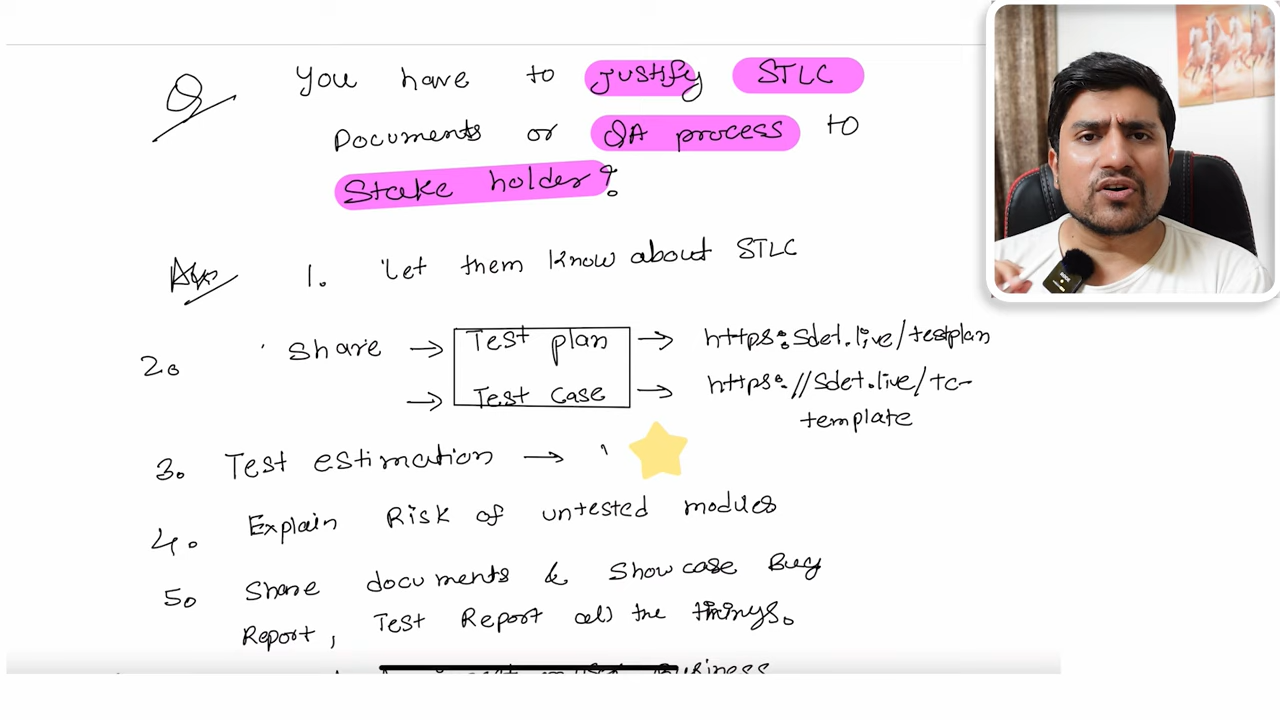 Q You have to justify STLC
Documents or QA process to
Stake holder?
Ans 1. Let them know about STLC
2. Share → Test plan → https:sdet.live/testplan
→ Test case → https://sdet.live/tc-
template
3. Test estimation →
4. Explain Risk of untested modules
5. Share documents & Showcase Bug
Report, Test Report all the things.
Business